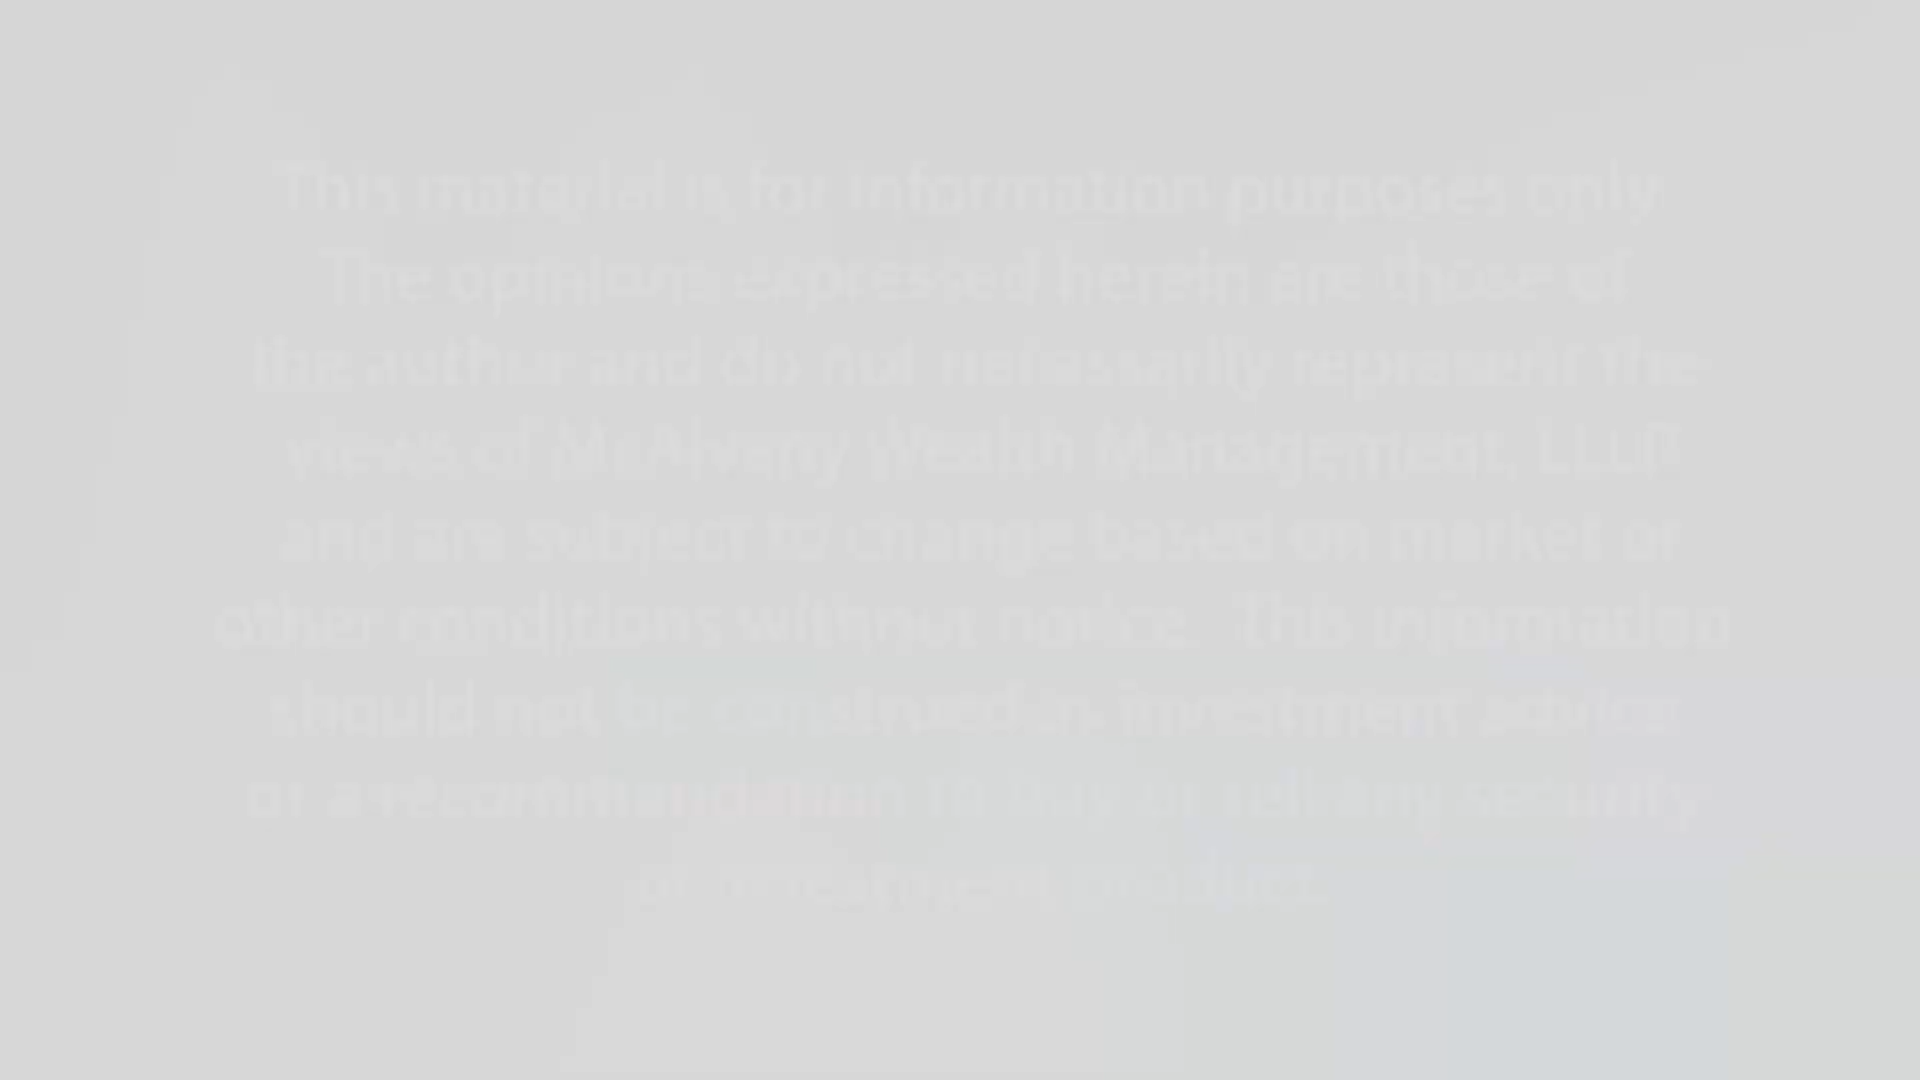 This material is for information purposes only
The opinions expressed herein are those of
the author and do not necessarily represent the
views of McAlvany Wealth Management, LLLP
and are subject to change based on market or
other conditions without notice. This information
should not be construed as investment advice
or a recommendation to buy or sell any security
or investment product